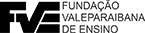 FVE FUNDAÇÃO
VALEPARAIBANA
DE ENSINO